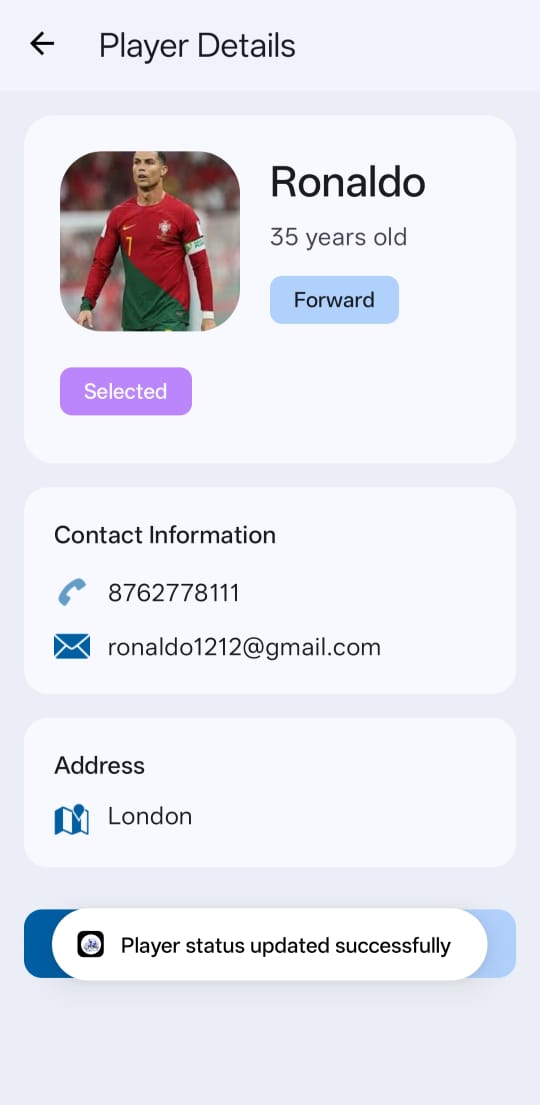 Player Details
Ronaldo
35 years old
Forward
7
Selected
Contact Information
8762778111
ronaldo1212@gmail.com
Address
London
Player status updated successfully